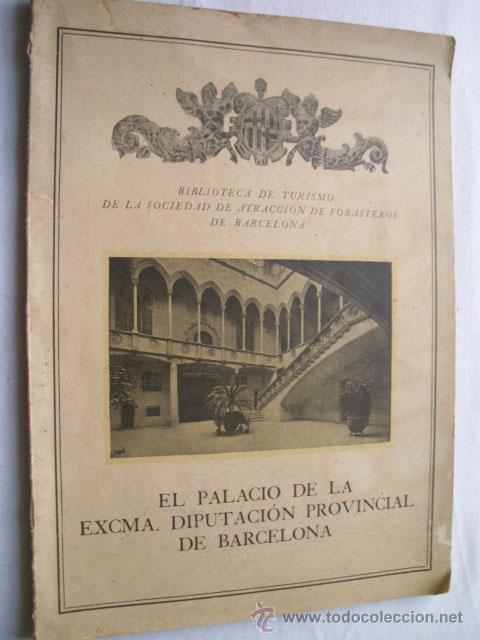 BIBLIOTECA DE TURISMO
DE LA SOCIEDAD DE ATRACCIÓN DE FORASTEROS
DE BARCELONA
EL PALACIO DE LA
EXCMA. DIPUTACIÓN PROVINCIAL
DE BARCELONA
www.todocoleccion.net